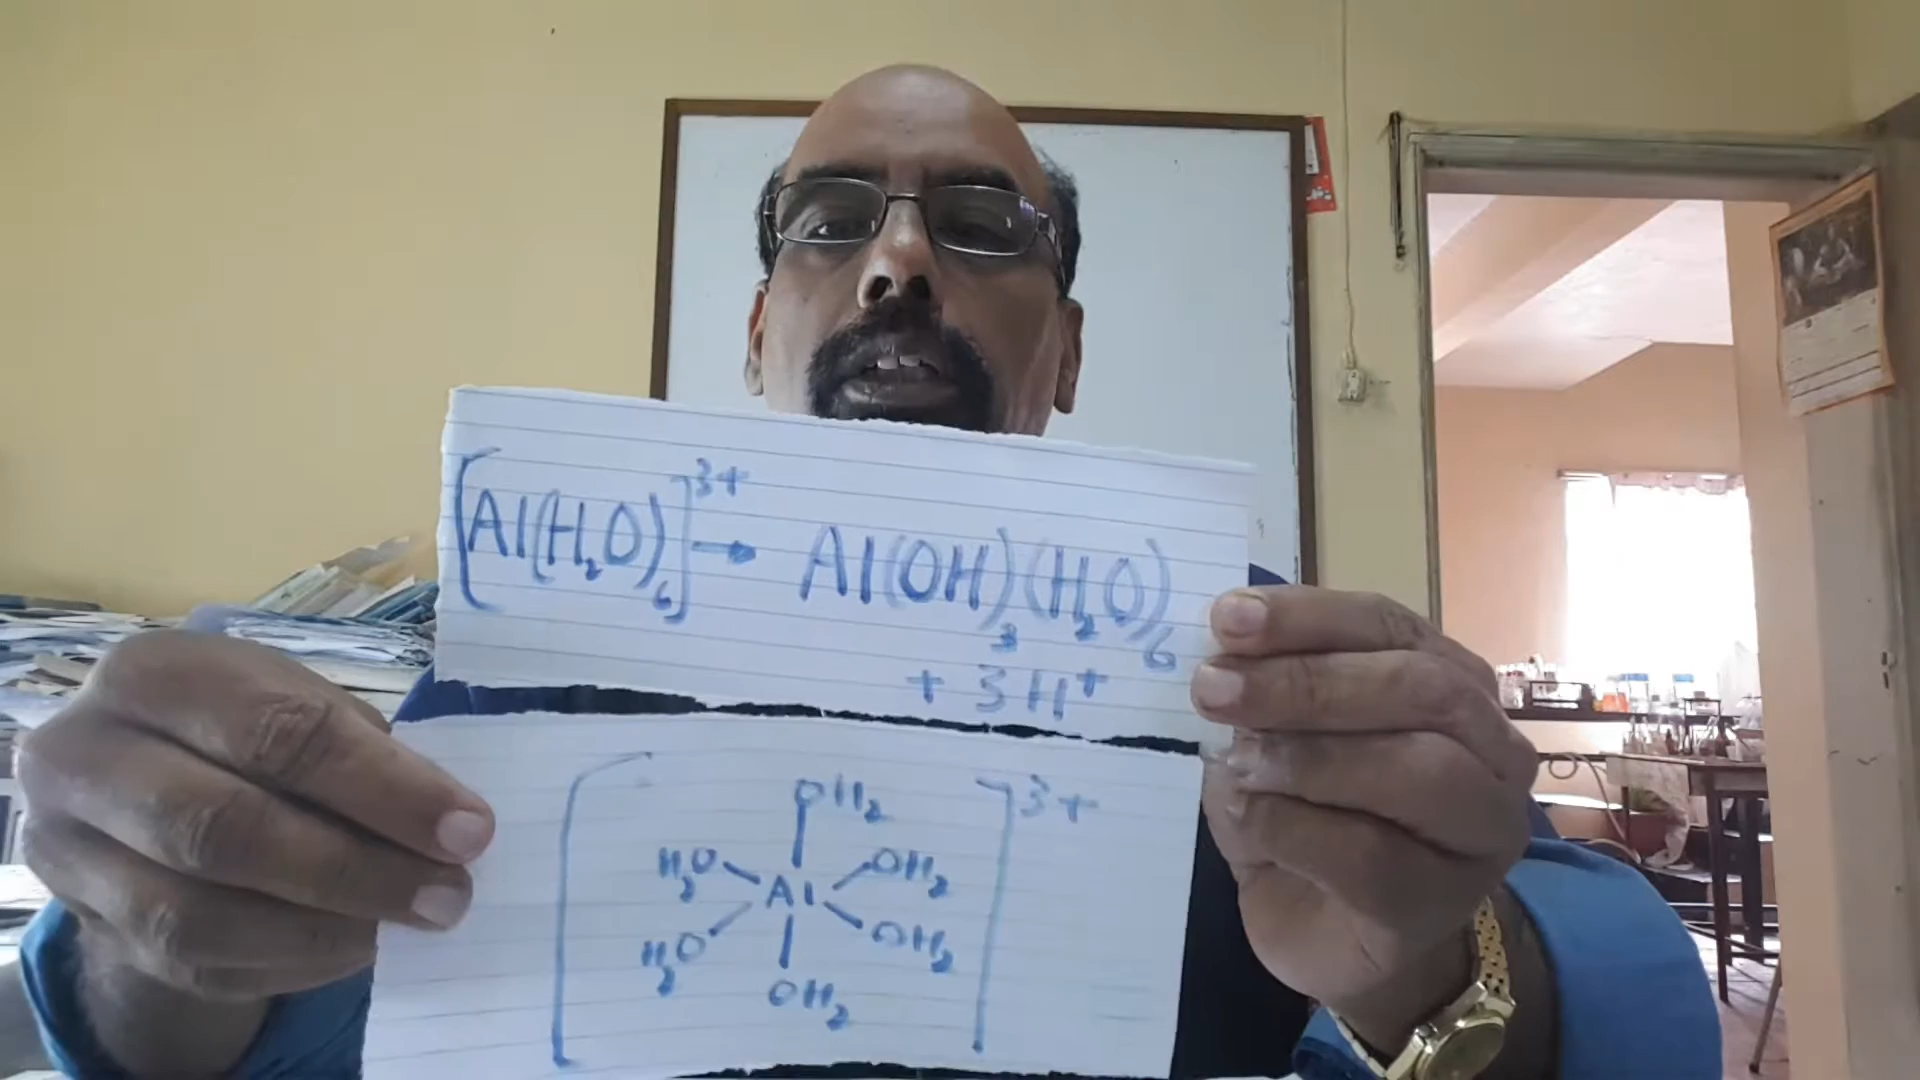 [Al(H₂O)₆]³⁺ → Al(OH)₃(H₂O)₆
+ 3H⁺
[ ]³⁺
OH₂
H₂O OH₂
Al
H₂O OH₂
OH₂